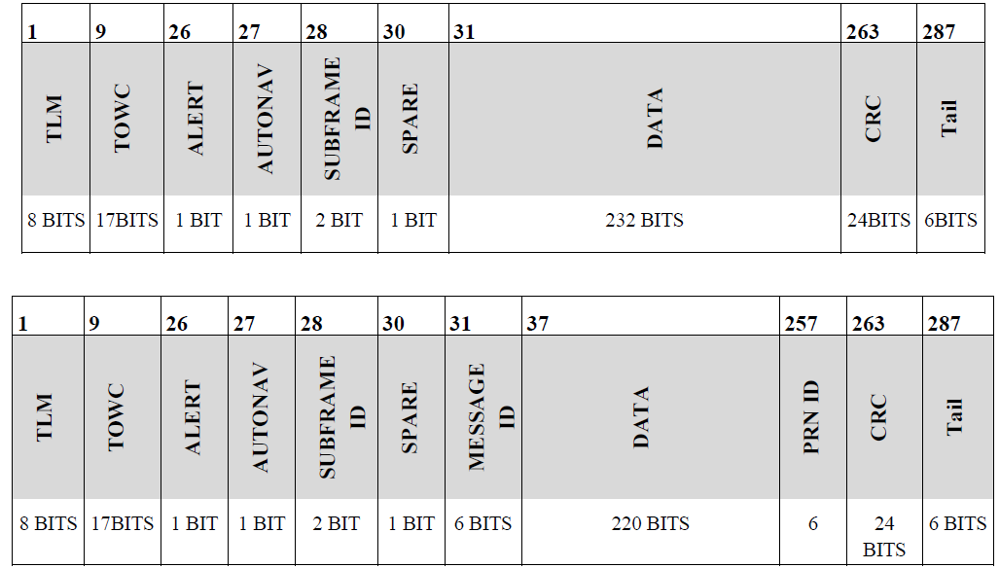 1 9 26 27 28 30 31 263 287
TLM TOWC ALERT AUTONAV SUBFRAME ID SPARE DATA CRC Tail
8 BITS 17BITS 1 BIT 1 BIT 2 BIT 1 BIT 232 BITS 24BITS 6BITS
1 9 26 27 28 30 31 37 257 263 287
TLM TOWC ALERT AUTONAV SUBFRAME ID SPARE MESSAGE ID DATA PRN ID CRC Tail
8 BITS 17BITS 1 BIT 1 BIT 2 BIT 1 BIT 6 BITS 220 BITS 6 24 BITS 6 BITS